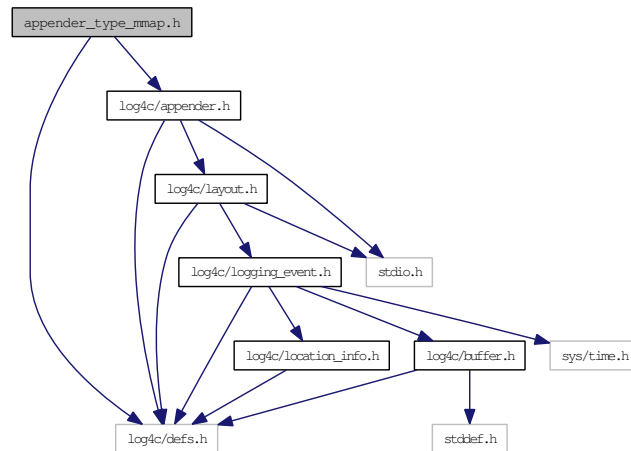 appender_type_mmap.h
log4c/appender.h
log4c/layout.h
log4c/logging_event.h
stdio.h
log4c/location_info.h
log4c/buffer.h
sys/time.h
log4c/defs.h
stddef.h